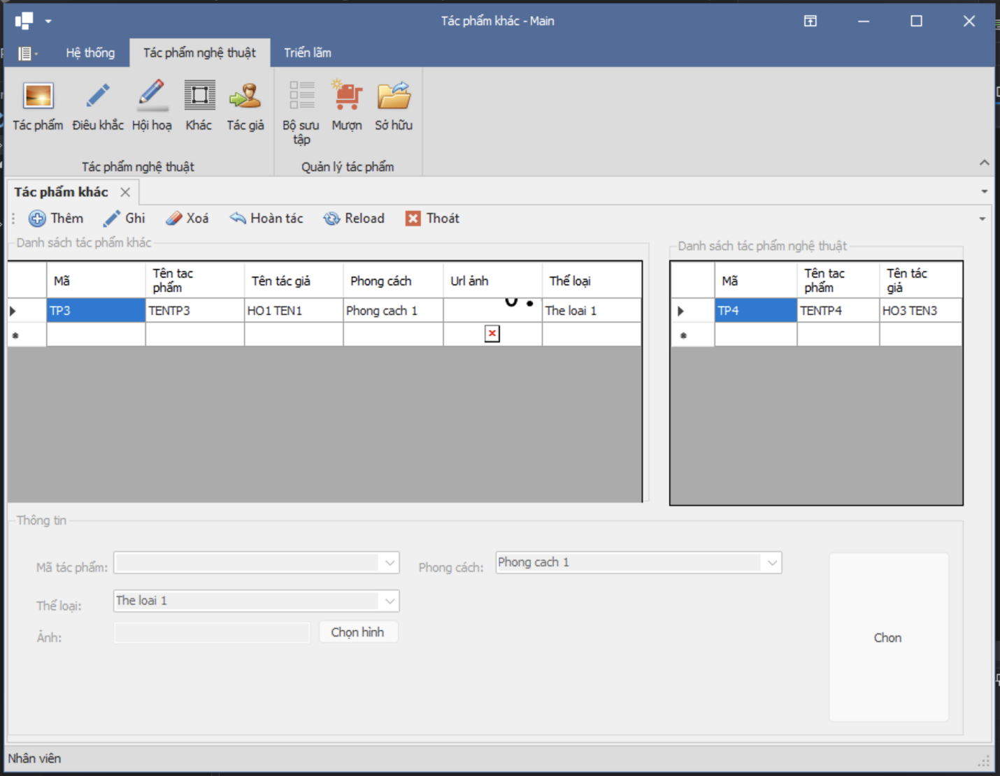 Tác phẩm khác - Main
Hệ thống
Tác phẩm nghệ thuật
Triển lãm
Tác phẩm
Điêu khắc
Hội hoạ
Khác
Tác giả
Bộ sưu
tập
Mượn
Sở hữu
Tác phẩm nghệ thuật
Quản lý tác phẩm
Tác phẩm khác
Thêm
Ghi
Xoá
Hoàn tác
Reload
Thoát
Danh sách tác phẩm khác
Mã
Tên tac
phẩm
Tên tác giả
Phong cách
Url ảnh
Thể loại
TP3
TENTP3
HO1 TEN1
Phong cach 1
The loai 1
Danh sách tác phẩm nghệ thuật
Mã
Tên tac
phẩm
Tên tác
giả
TP4
TENTP4
HO3 TEN3
Thông tin
Mã tác phẩm:
Phong cách:
Phong cach 1
Thể loại:
The loai 1
Ảnh:
Chọn hình
Chon
Nhân viên